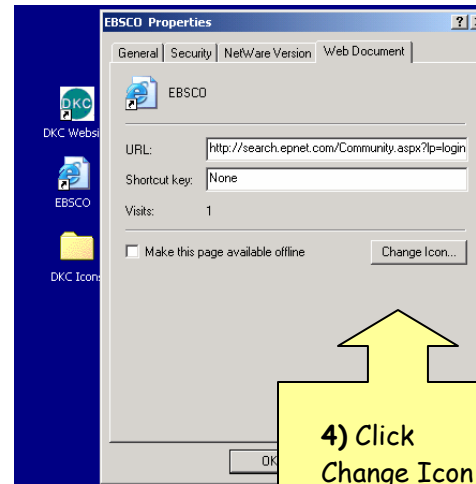 EBSCO Properties
General Security NetWare Version Web Document
EBSCO
URL: http://search.epnet.com/Community.aspx?lp=login
Shortcut key: None
Visits: 1
Make this page available offline Change Icon...
OK
DKC
DKC Websi
EBSCO
DKC Icons
4) Click
Change Icon